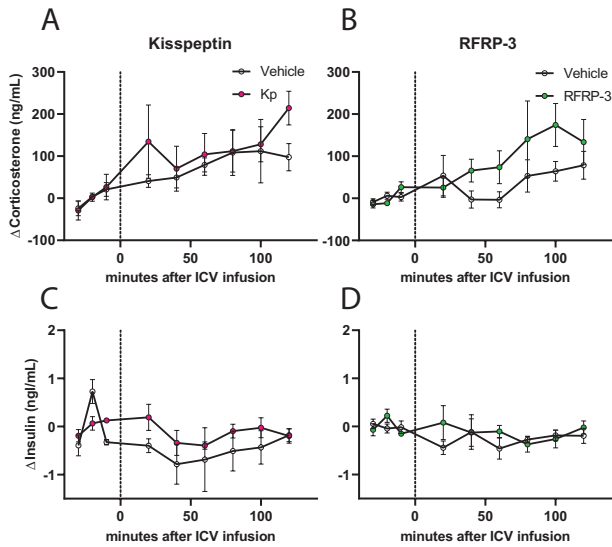 A
Kisspeptin
Vehicle
Kp
Δ Corticosterone (ng/mL)
300
200
100
0
-100
0
50
100
minutes after ICV infusion
B
RFRP-3
Vehicle
RFRP-3
300
200
100
0
-100
0
50
100
minutes after ICV infusion
C
Δ Insulin (ngl/mL)
2
1
0
-1
0
50
100
minutes after ICV infusion
D
2
1
0
-1
0
50
100
minutes after ICV infusion